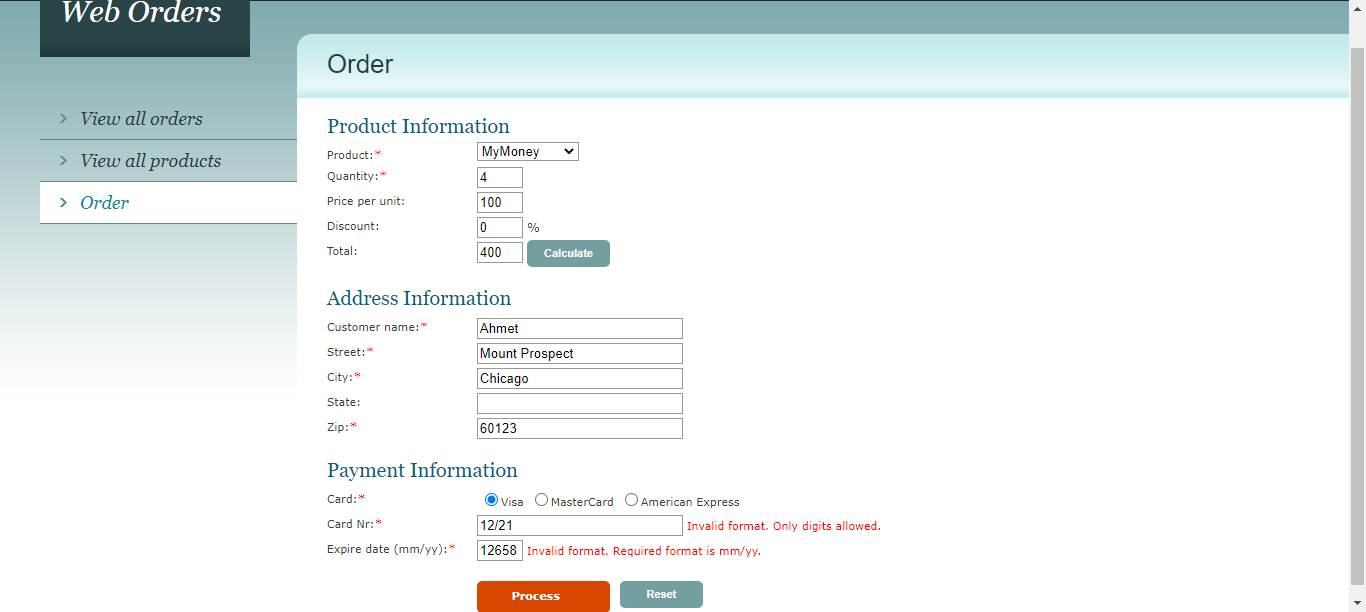 Web Orders
View all orders
View all products
Order
Order
Product Information
Product:* MyMoney
Quantity:* 4
Price per unit: 100
Discount: 0 %
Total: 400 Calculate
Address Information
Customer name:* Ahmet
Street:* Mount Prospect
City:* Chicago
State:
Zip:* 60123
Payment Information
Card:* Visa MasterCard American Express
Card Nr:* 12/21 Invalid format. Only digits allowed.
Expire date (mm/yy):* 12658 Invalid format. Required format is mm/yy.
Process Reset